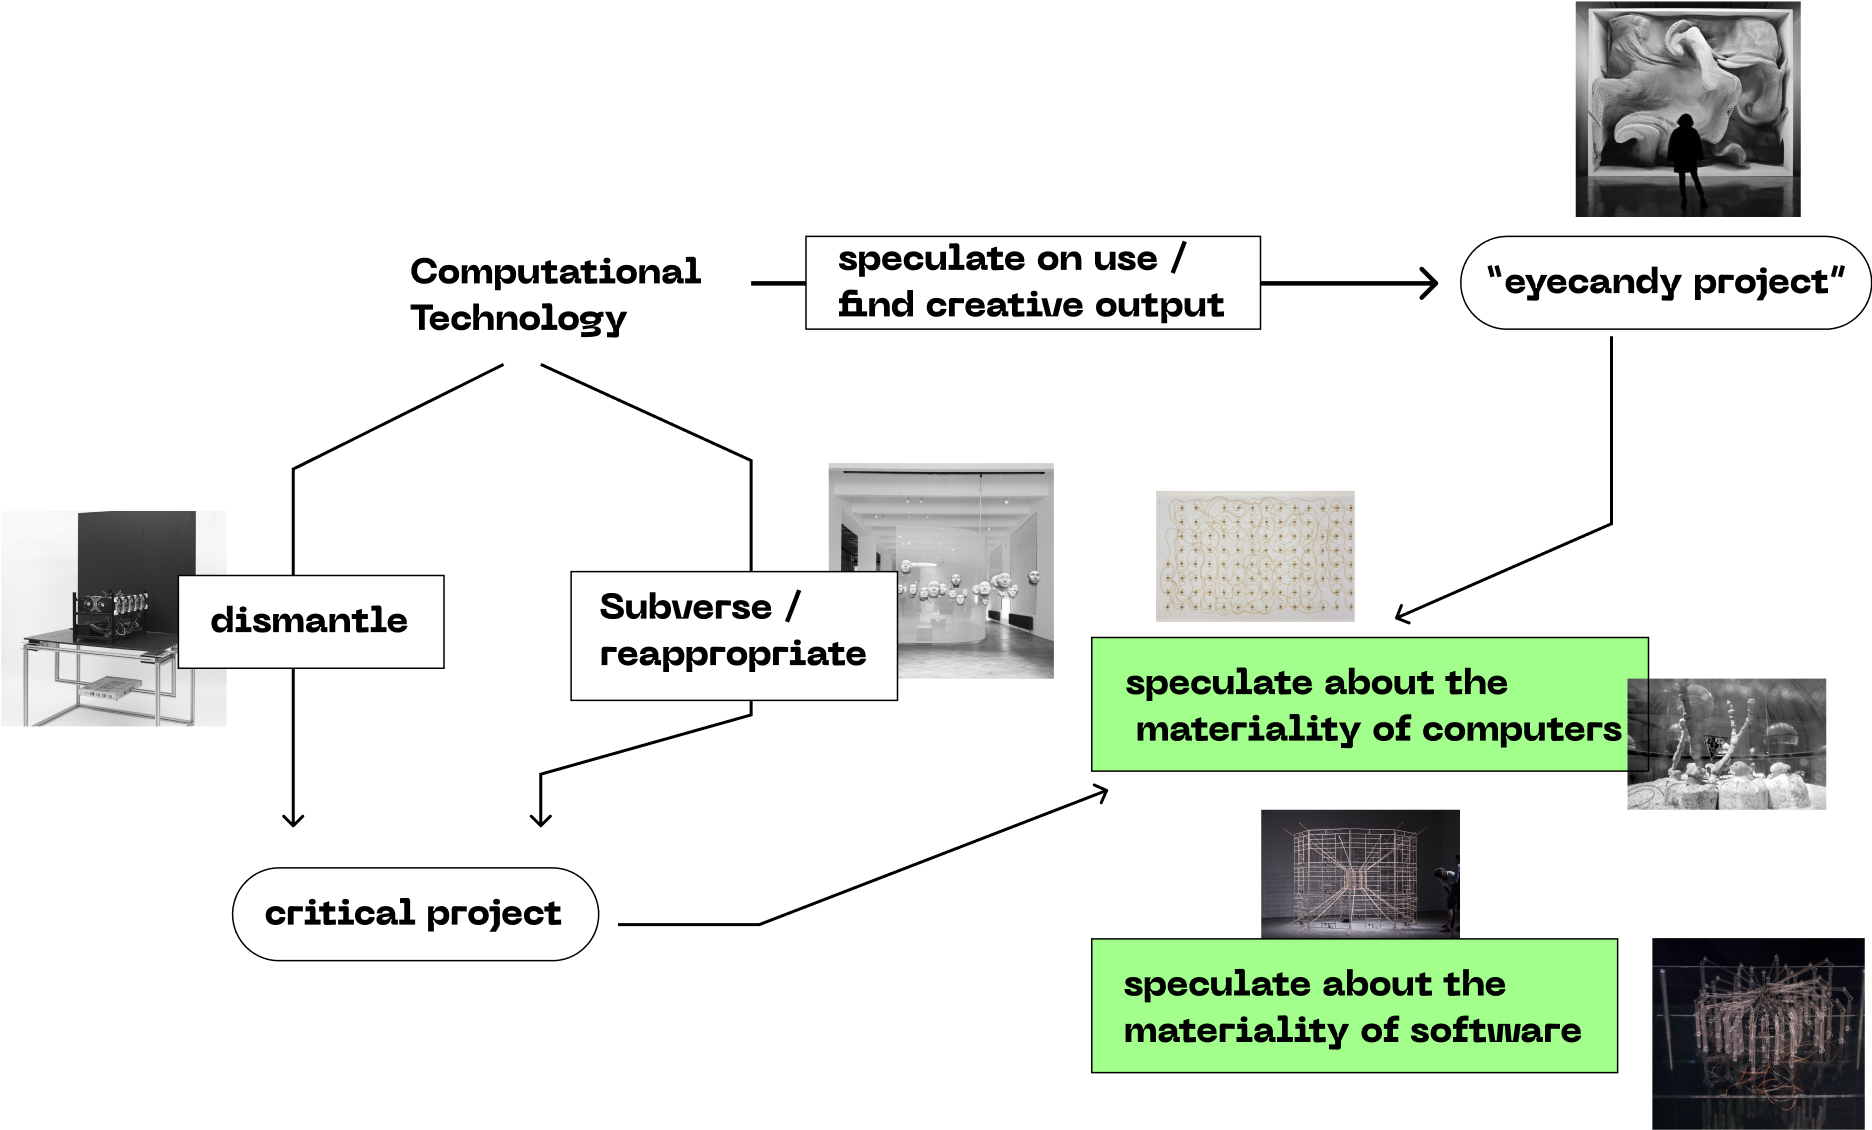 Computational
Technology
speculate on use /
find creative output
"eyecandy project"
dismantle
Subverse /
reappropriate
speculate about the
materiality of computers
critical project
speculate about the
materiality of software